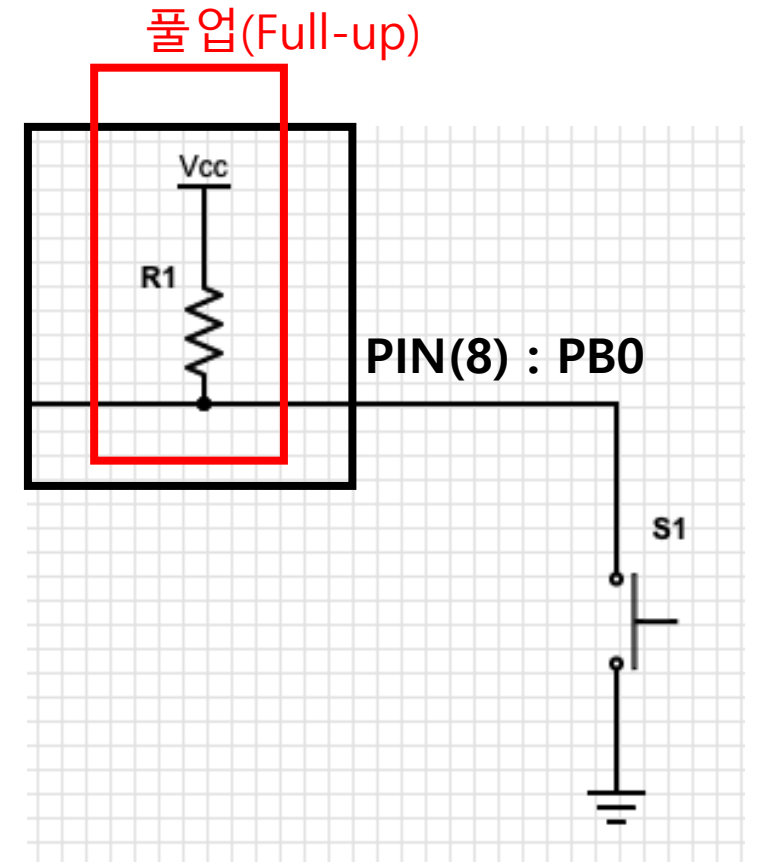 풀업(Full-up)
Vcc
R1
PIN(8) : PB0
S1